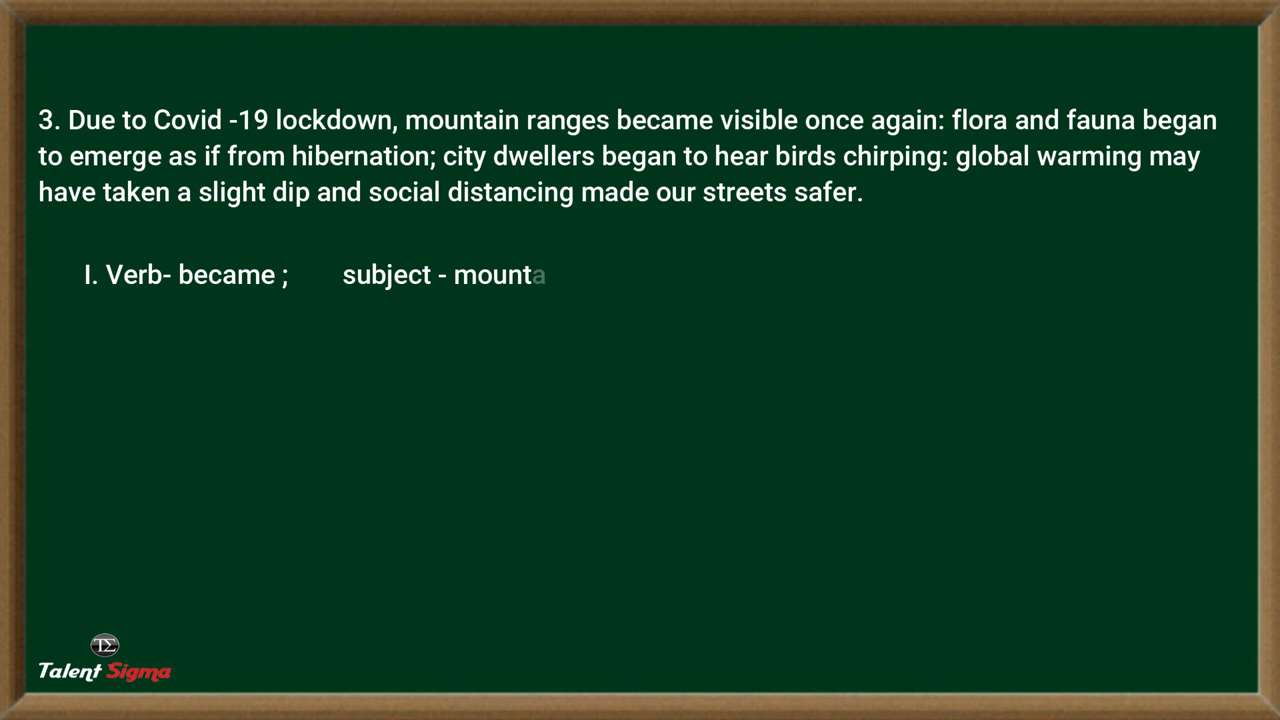 3. Due to Covid -19 lockdown, mountain ranges became visible once again: flora and fauna began
to emerge as if from hibernation; city dwellers began to hear birds chirping: global warming may
have taken a slight dip and social distancing made our streets safer.
I. Verb- became ; subject - mounta
TΣ
Talent Sigma